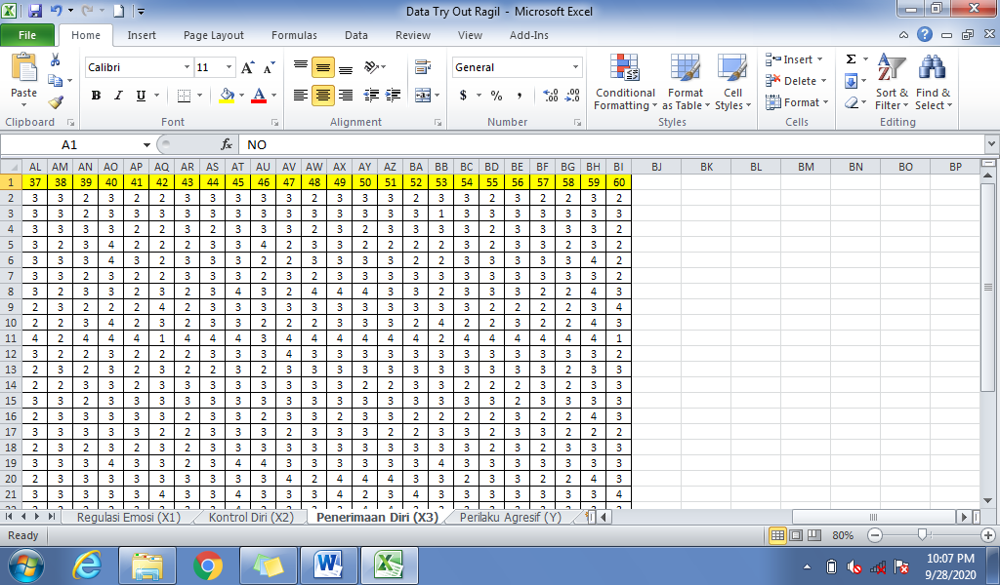 Data Try Out Ragil - Microsoft Excel
File Home Insert Page Layout Formulas Data Review View Add-Ins
Paste
Clipboard
Calibri 11
B I U A
Font
Alignment
General
$ % ,
Number
Conditional Formatting
Format as Table
Cell Styles
Styles
Insert
Delete
Format
Cells
Σ
Sort & Filter
Find & Select
Editing
A1 fx NO
AL AM AN AO AP AQ AR AS AT AU AV AW AX AY AZ BA BB BC BD BE BF BG BH BI BJ BK BL BM BN BO BP
1 37 38 39 40 41 42 43 44 45 46 47 48 49 50 51 52 53 54 55 56 57 58 59 60
2 3 3 2 3 2 2 3 3 3 3 3 2 3 3 3 2 3 3 2 3 2 2 3 2
3 3 3 2 3 3 3 3 3 3 3 3 3 3 3 3 3 1 3 3 3 3 3 3 3
4 3 3 3 3 2 2 3 2 3 3 3 2 3 2 3 3 3 3 2 3 3 3 3 2
5 3 2 3 4 2 2 2 3 3 4 2 3 3 2 2 2 2 3 2 3 3 2 3 2
6 3 3 3 4 3 2 3 3 3 2 2 3 3 3 3 2 2 3 3 3 3 3 4 2
7 3 3 2 3 2 2 3 3 3 2 3 2 3 3 3 3 3 3 3 3 3 3 3 2
8 3 2 3 3 2 3 2 3 4 3 2 4 4 4 3 3 2 3 3 3 2 2 4 3
9 2 3 2 2 2 4 2 3 3 3 3 3 3 3 3 3 3 3 2 2 2 2 3 4
10 2 2 3 4 2 3 2 3 3 2 2 2 3 3 3 2 4 2 2 3 2 2 4 3
11 4 2 4 4 4 1 4 4 4 3 4 4 4 4 4 4 2 4 4 4 4 4 4 1
12 3 2 2 3 2 2 2 3 3 3 4 3 3 3 3 3 3 3 3 3 3 3 3 2
13 2 3 2 3 2 3 2 2 3 2 3 3 3 3 3 3 3 3 3 3 3 2 3 3
14 2 2 3 3 2 3 3 3 3 3 3 3 3 2 2 3 3 2 2 3 3 2 3 3
15 3 3 2 3 3 3 3 3 3 3 3 3 3 3 3 3 3 2 2 2 3 3 3 3
16 2 3 3 3 3 2 2 3 3 2 3 3 2 3 3 2 2 2 2 3 2 2 4 3
17 3 3 3 3 2 2 3 3 2 2 3 2 3 3 2 2 3 3 2 2 3 2 2 2
18 2 3 2 3 2 3 2 3 3 3 3 3 3 3 3 3 3 3 2 3 2 3 3 3
19 3 3 3 4 3 3 2 3 4 4 3 3 3 3 3 3 4 3 3 3 3 3 3 3
20 2 3 3 3 3 3 3 3 3 3 4 2 4 4 4 3 3 2 3 3 2 2 4 3
21 3 3 3 3 3 4 3 3 4 3 4 3 4 2 3 4 3 3 3 3 3 3 3 4
Regulasi Emosi (X1) Kontrol Diri (X2) Penerimaan Diri (X3) Perilaku Agresif (Y)
Ready 80%
10:07 PM
9/28/2020